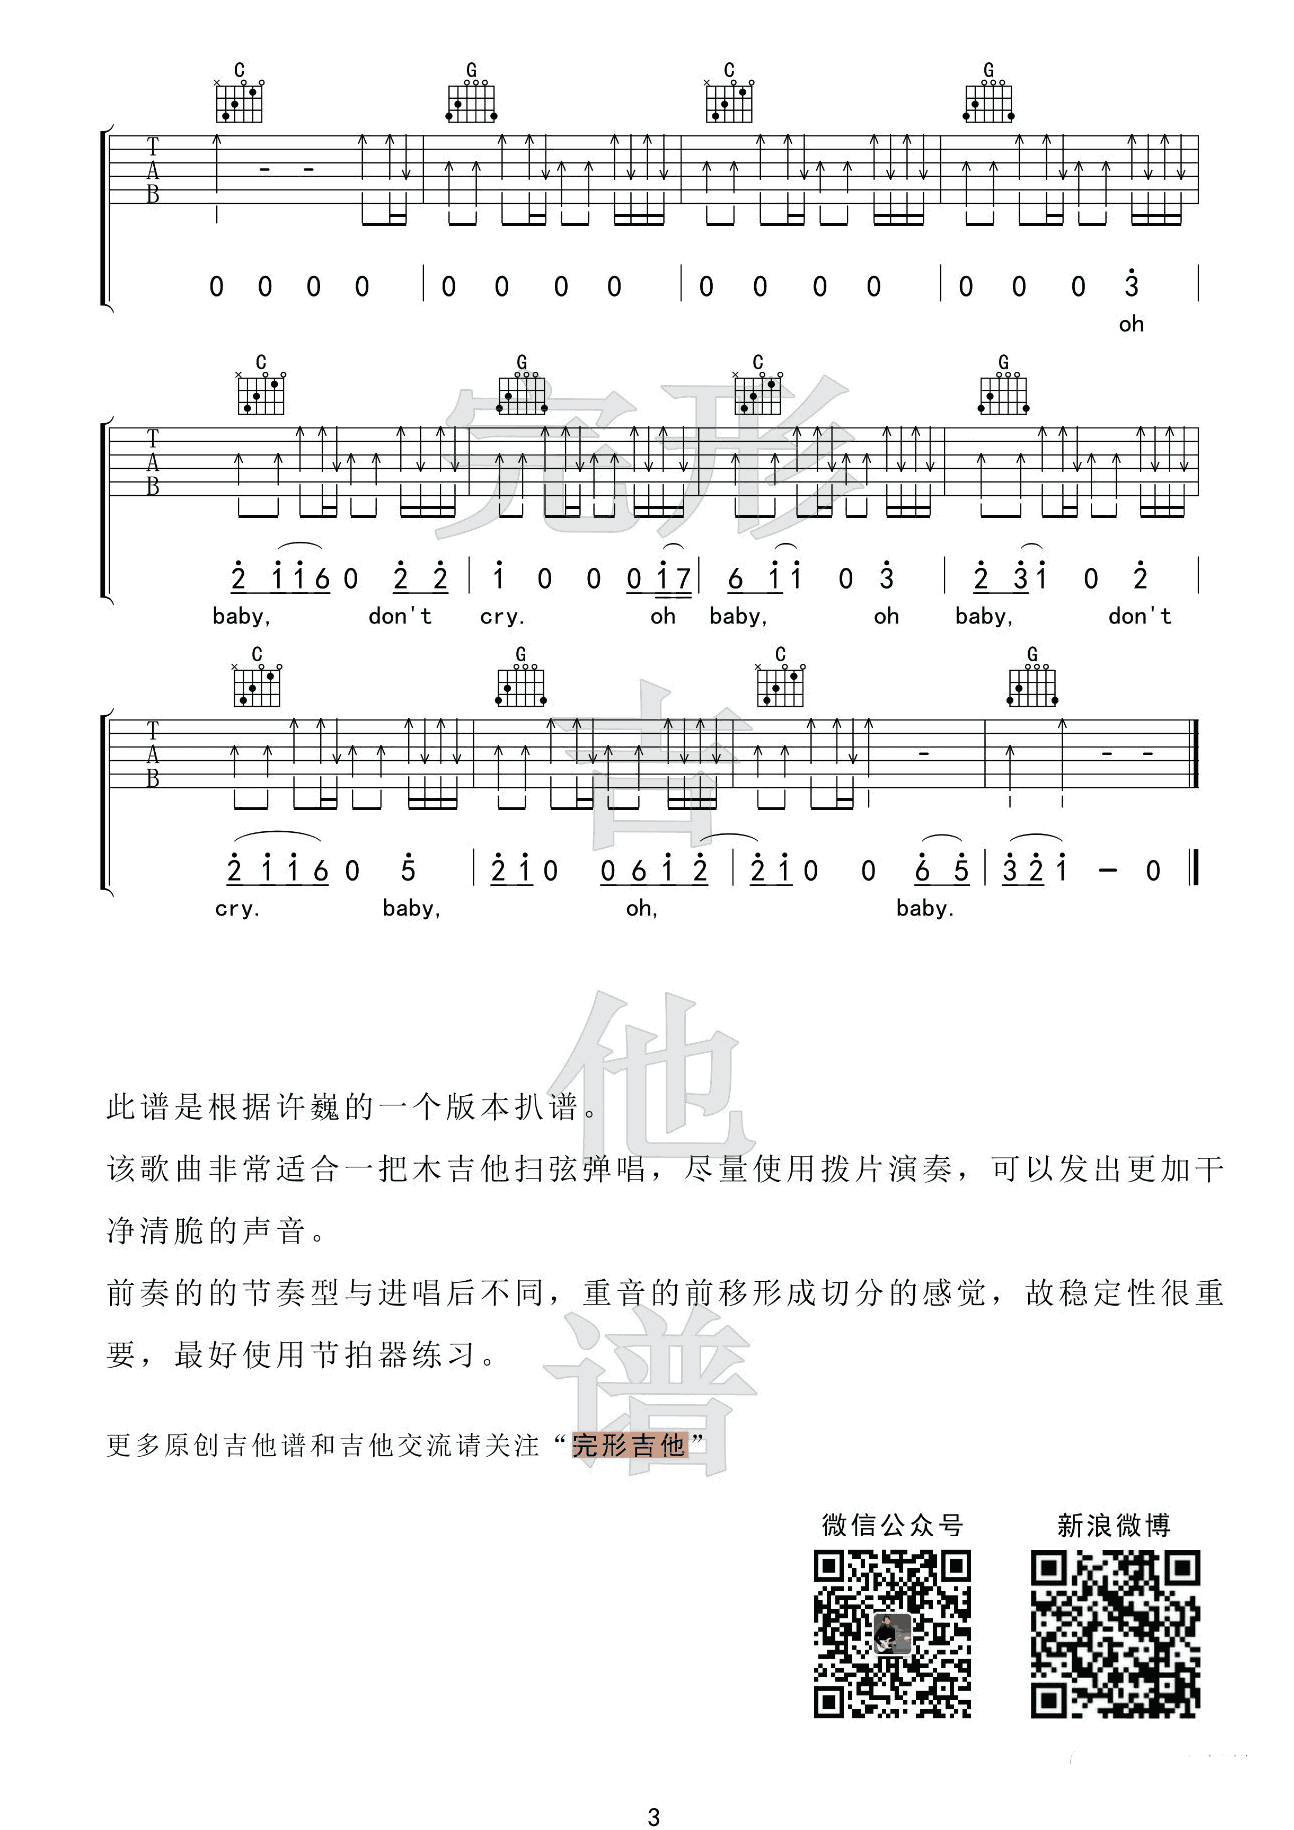 C G C G
T
A
B
0 0 0 0 0 0 0 0 0 0 0 0 0 0 0 3
oh
C G C G
T
A
B
2 1 1 6 0 2 2 1 0 0 0 1 7 6 1 1 0 3 2 3 1 0 2
baby, don't cry. oh baby, oh baby, don't
C G C G
T
A
B
2 1 1 6 0 5 2 1 0 0 6 1 2 2 1 0 0 6 5 3 2 1 - 0
cry. baby, oh, baby.
完形吉他谱
此谱是根据许巍的一个版本扒谱。
该歌曲非常适合一把木吉他扫弦弹唱，尽量使用拨片演奏，可以发出更加干
净清脆的声音。
前奏的的节奏型与进唱后不同，重音的前移形成切分的感觉，故稳定性很重
要，最好使用节拍器练习。
更多原创吉他谱和吉他交流请关注“完形吉他”
微信公众号 新浪微博
3